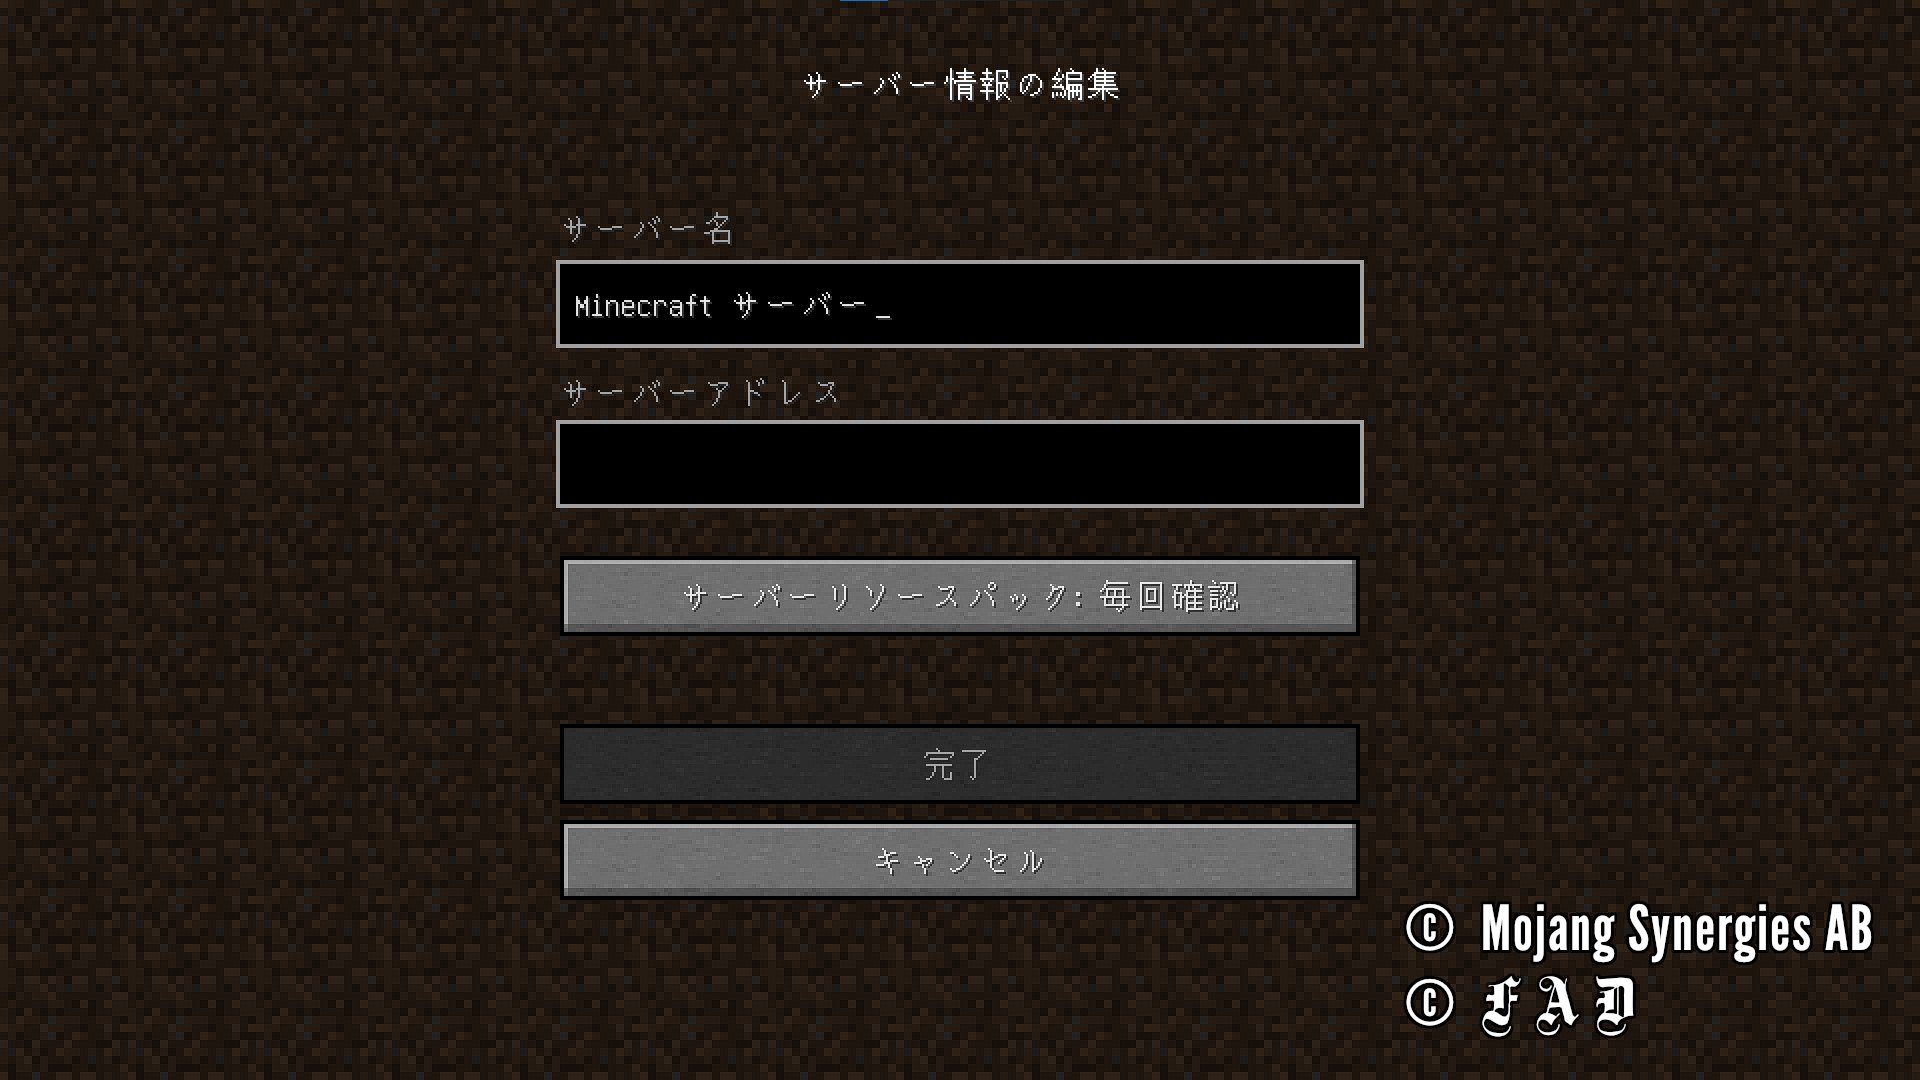 サーバー情報の編集
サーバー名
Minecraft サーバー_
サーバーアドレス
サーバーリソースパック: 毎回確認
完了
キャンセル
© Mojang Synergies AB
© FAD